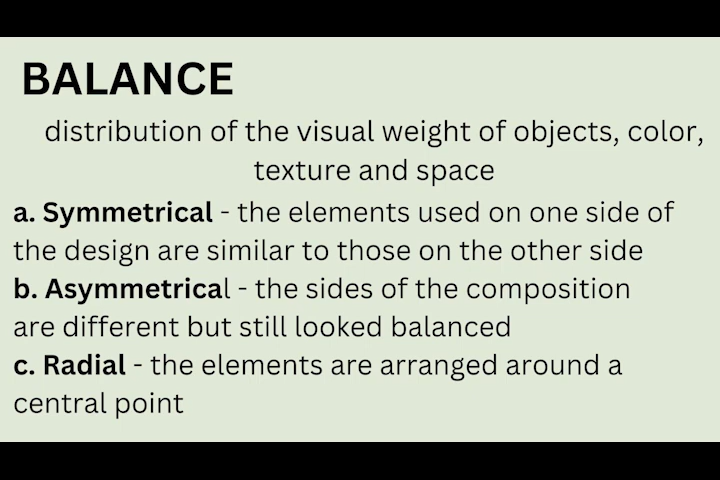 BALANCE
distribution of the visual weight of objects, color,
texture and space
a. Symmetrical - the elements used on one side of
the design are similar to those on the other side
b. Asymmetrical - the sides of the composition
are different but still looked balanced
c. Radial - the elements are arranged around a
central point